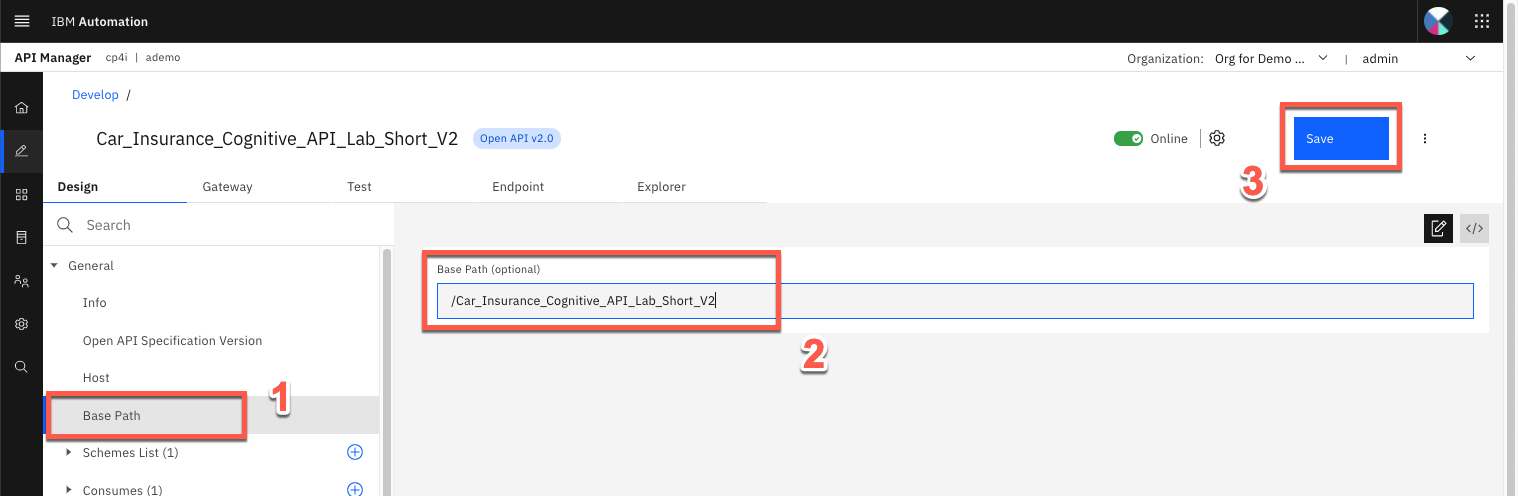 IBM Automation
API Manager cp4i | ademo
Organization: Org for Demo ... | admin
Develop /
Car_Insurance_Cognitive_API_Lab_Short_V2 Open API v2.0
Online
Save
3
Design Gateway Test Endpoint Explorer
Search
</>
General
Info
Open API Specification Version
Host
Base Path
1
Schemes List (1)
Consumes (1)
Base Path (optional)
/Car_Insurance_Cognitive_API_Lab_Short_V2
2